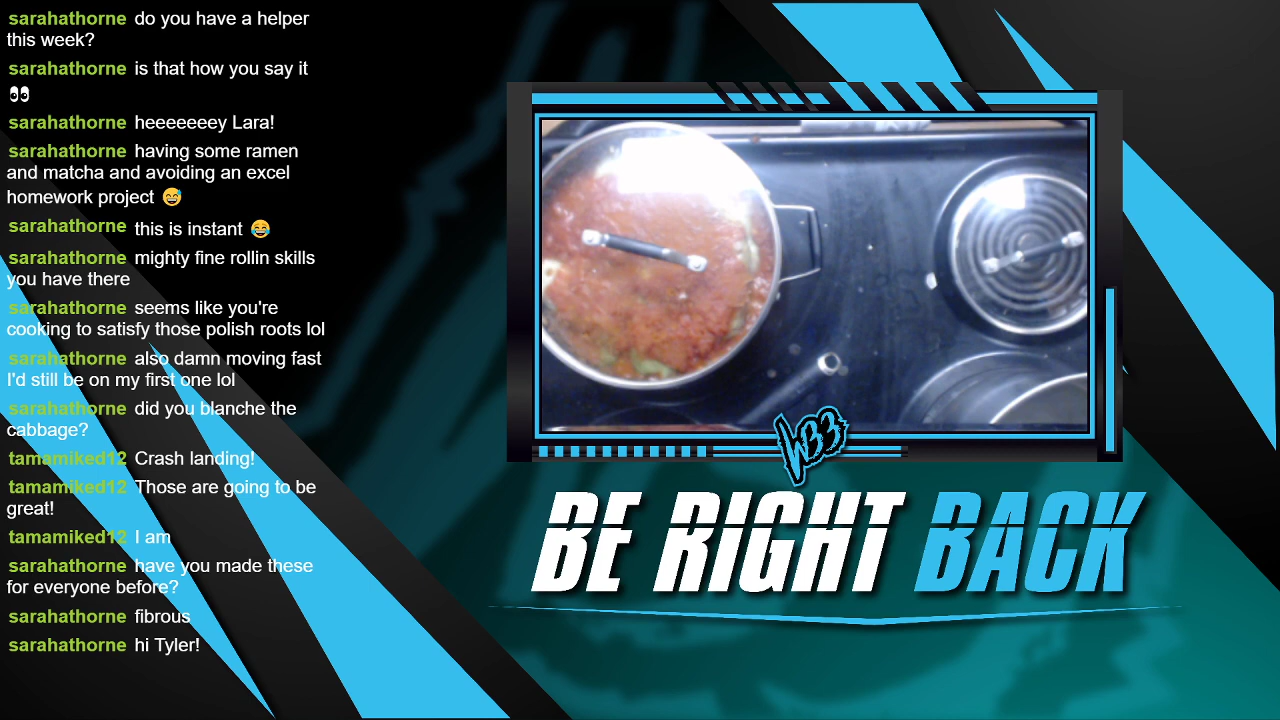 sarahathorne do you have a helper
this week?
sarahathorne is that how you say it
👀
sarahathorne heeeeeeey Lara!
sarahathorne having some ramen
and matcha and avoiding an excel
homework project 😅
sarahathorne this is instant 😂
sarahathorne mighty fine rollin skills
you have there
sarahathorne seems like you're
cooking to satisfy those polish roots lol
sarahathorne also damn moving fast
I'd still be on my first one lol
sarahathorne did you blanche the
cabbage?
tamamiked12 Crash landing!
tamamiked12 Those are going to be
great!
tamamiked12 I am
sarahathorne have you made these
for everyone before?
sarahathorne fibrous
sarahathorne hi Tyler!
BE RIGHT BACK